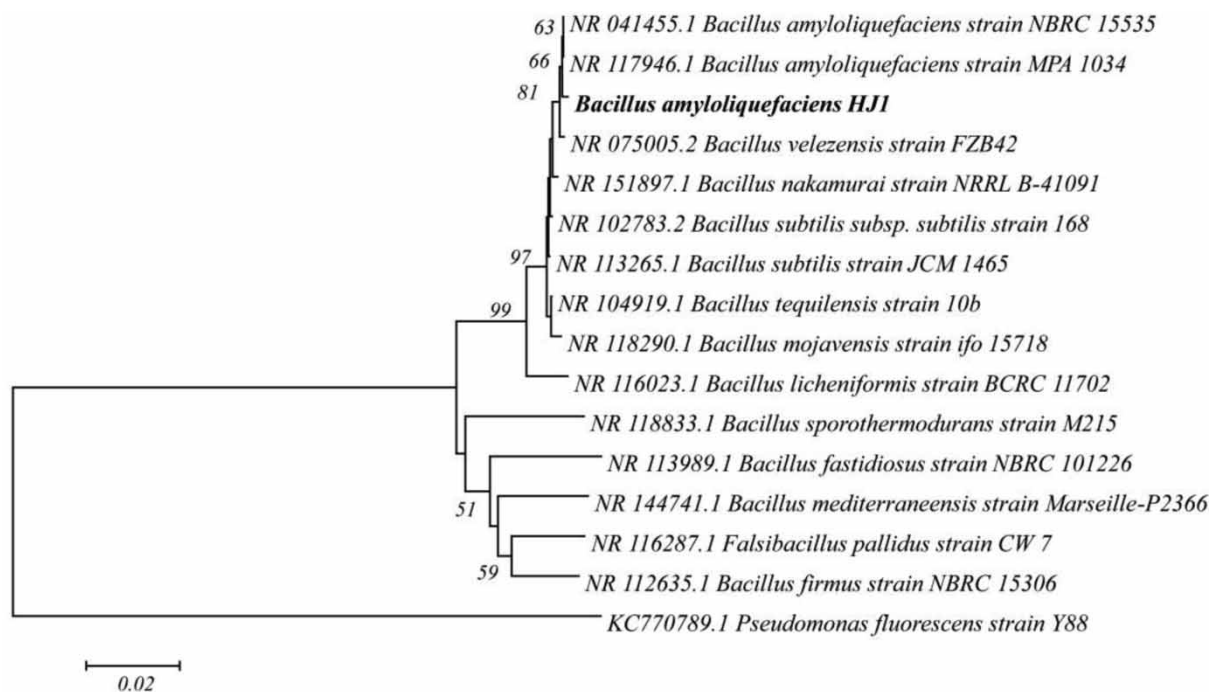 63
NR 041455.1 Bacillus amyloliquefaciens strain NBRC 15535
66
NR 117946.1 Bacillus amyloliquefaciens strain MPA 1034
81
Bacillus amyloliquefaciens HJ1
NR 075005.2 Bacillus velezensis strain FZB42
NR 151897.1 Bacillus nakamurai strain NRRL B-41091
NR 102783.2 Bacillus subtilis subsp. subtilis strain 168
97
NR 113265.1 Bacillus subtilis strain JCM 1465
NR 104919.1 Bacillus tequilensis strain 10b
99
NR 118290.1 Bacillus mojavensis strain ifo 15718
NR 116023.1 Bacillus licheniformis strain BCRC 11702
NR 118833.1 Bacillus sporothermodurans strain M215
NR 113989.1 Bacillus fastidiosus strain NBRC 101226
51
NR 144741.1 Bacillus mediterraneensis strain Marseille-P2366
NR 116287.1 Falsibacillus pallidus strain CW 7
59
NR 112635.1 Bacillus firmus strain NBRC 15306
KC770789.1 Pseudomonas fluorescens strain Y88
0.02